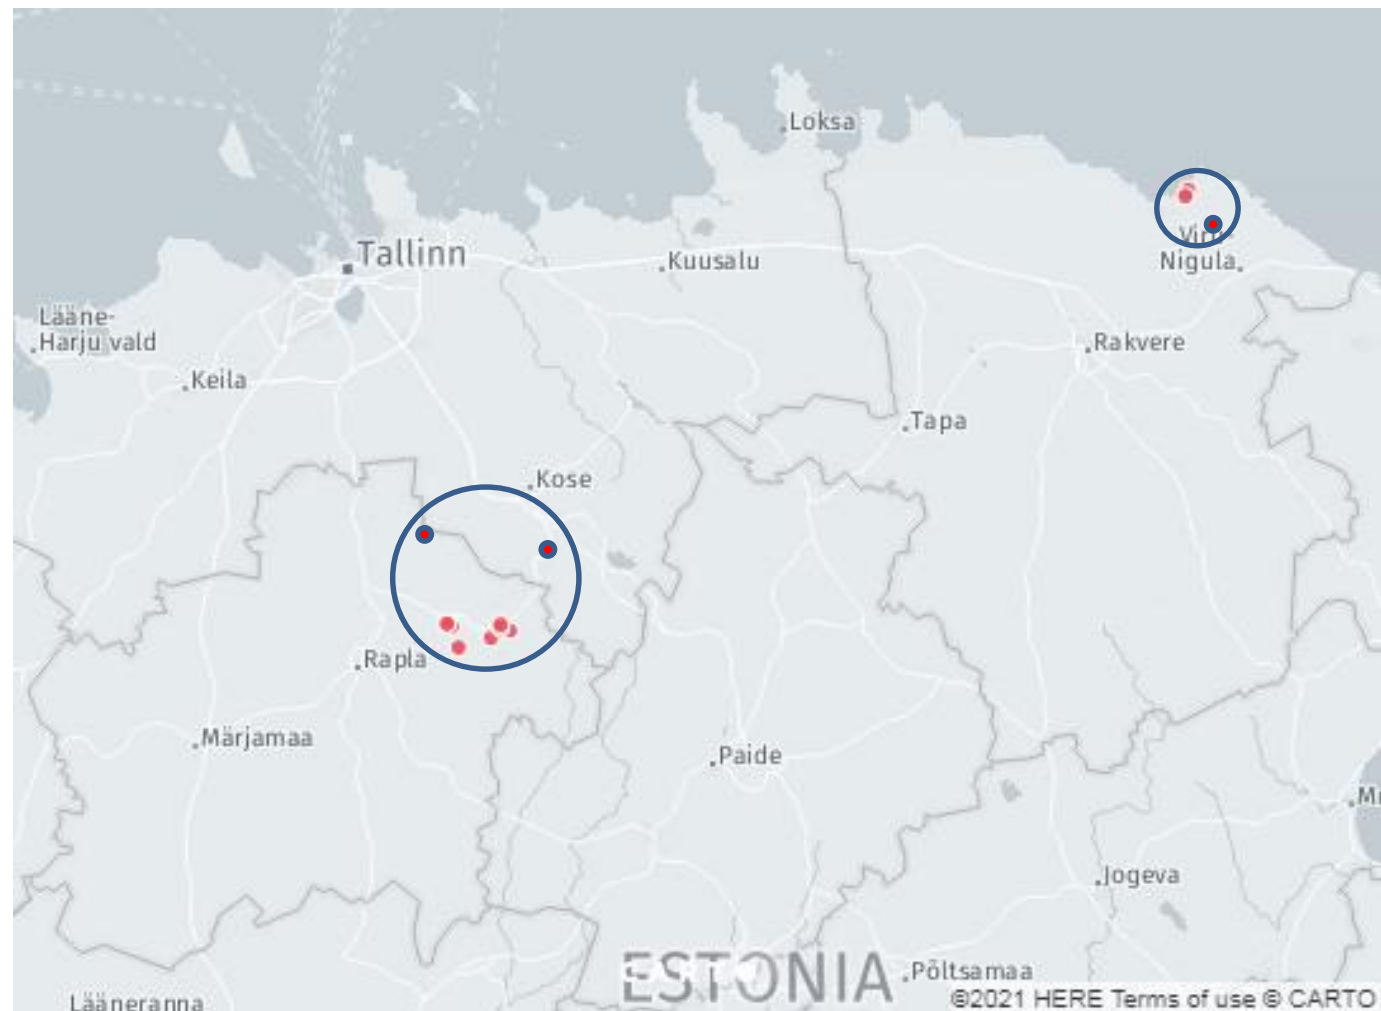 Loksa
Tallinn
Kuusalu
Viru-
Nigula
Lääne-
Harju vald
Rakvere
Keila
Tapa
Kose
Rapla
Märjamaa
Paide
Jogeva
ESTONIA
Põltsamaa
Lääneranna
©2021 HERE Terms of use © CARTO